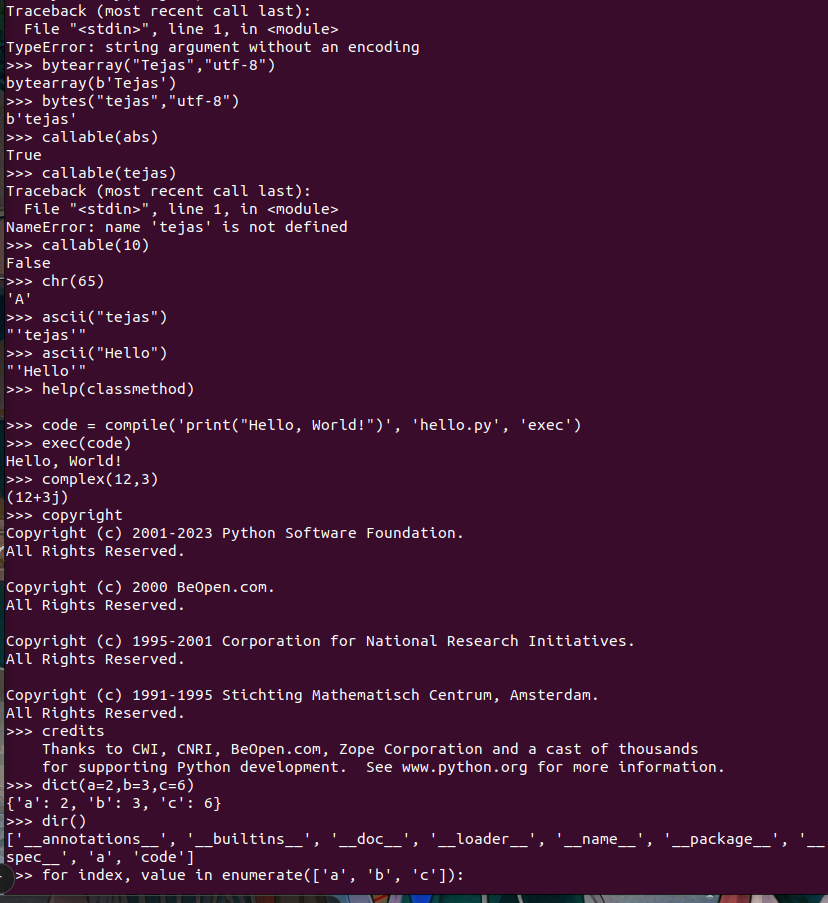 Traceback (most recent call last):
  File "<stdin>", line 1, in <module>
TypeError: string argument without an encoding
>>> bytearray("Tejas","utf-8")
bytearray(b'Tejas')
>>> bytes("tejas","utf-8")
b'tejas'
>>> callable(abs)
True
>>> callable(tejas)
Traceback (most recent call last):
  File "<stdin>", line 1, in <module>
NameError: name 'tejas' is not defined
>>> callable(10)
False
>>> chr(65)
'A'
>>> ascii("tejas")
"'tejas'"
>>> ascii("Hello")
"'Hello'"
>>> help(classmethod)

>>> code = compile('print("Hello, World!")', 'hello.py', 'exec')
>>> exec(code)
Hello, World!
>>> complex(12,3)
(12+3j)
>>> copyright
Copyright (c) 2001-2023 Python Software Foundation.
All Rights Reserved.

Copyright (c) 2000 BeOpen.com.
All Rights Reserved.

Copyright (c) 1995-2001 Corporation for National Research Initiatives.
All Rights Reserved.

Copyright (c) 1991-1995 Stichting Mathematisch Centrum, Amsterdam.
All Rights Reserved.
>>> credits
    Thanks to CWI, CNRI, BeOpen.com, Zope Corporation and a cast of thousands
    for supporting Python development.  See www.python.org for more information.
>>> dict(a=2,b=3,c=6)
{'a': 2, 'b': 3, 'c': 6}
>>> dir()
['__annotations__', '__builtins__', '__doc__', '__loader__', '__name__', '__package__', '__
spec__', 'a', 'code']
>>> for index, value in enumerate(['a', 'b', 'c']):